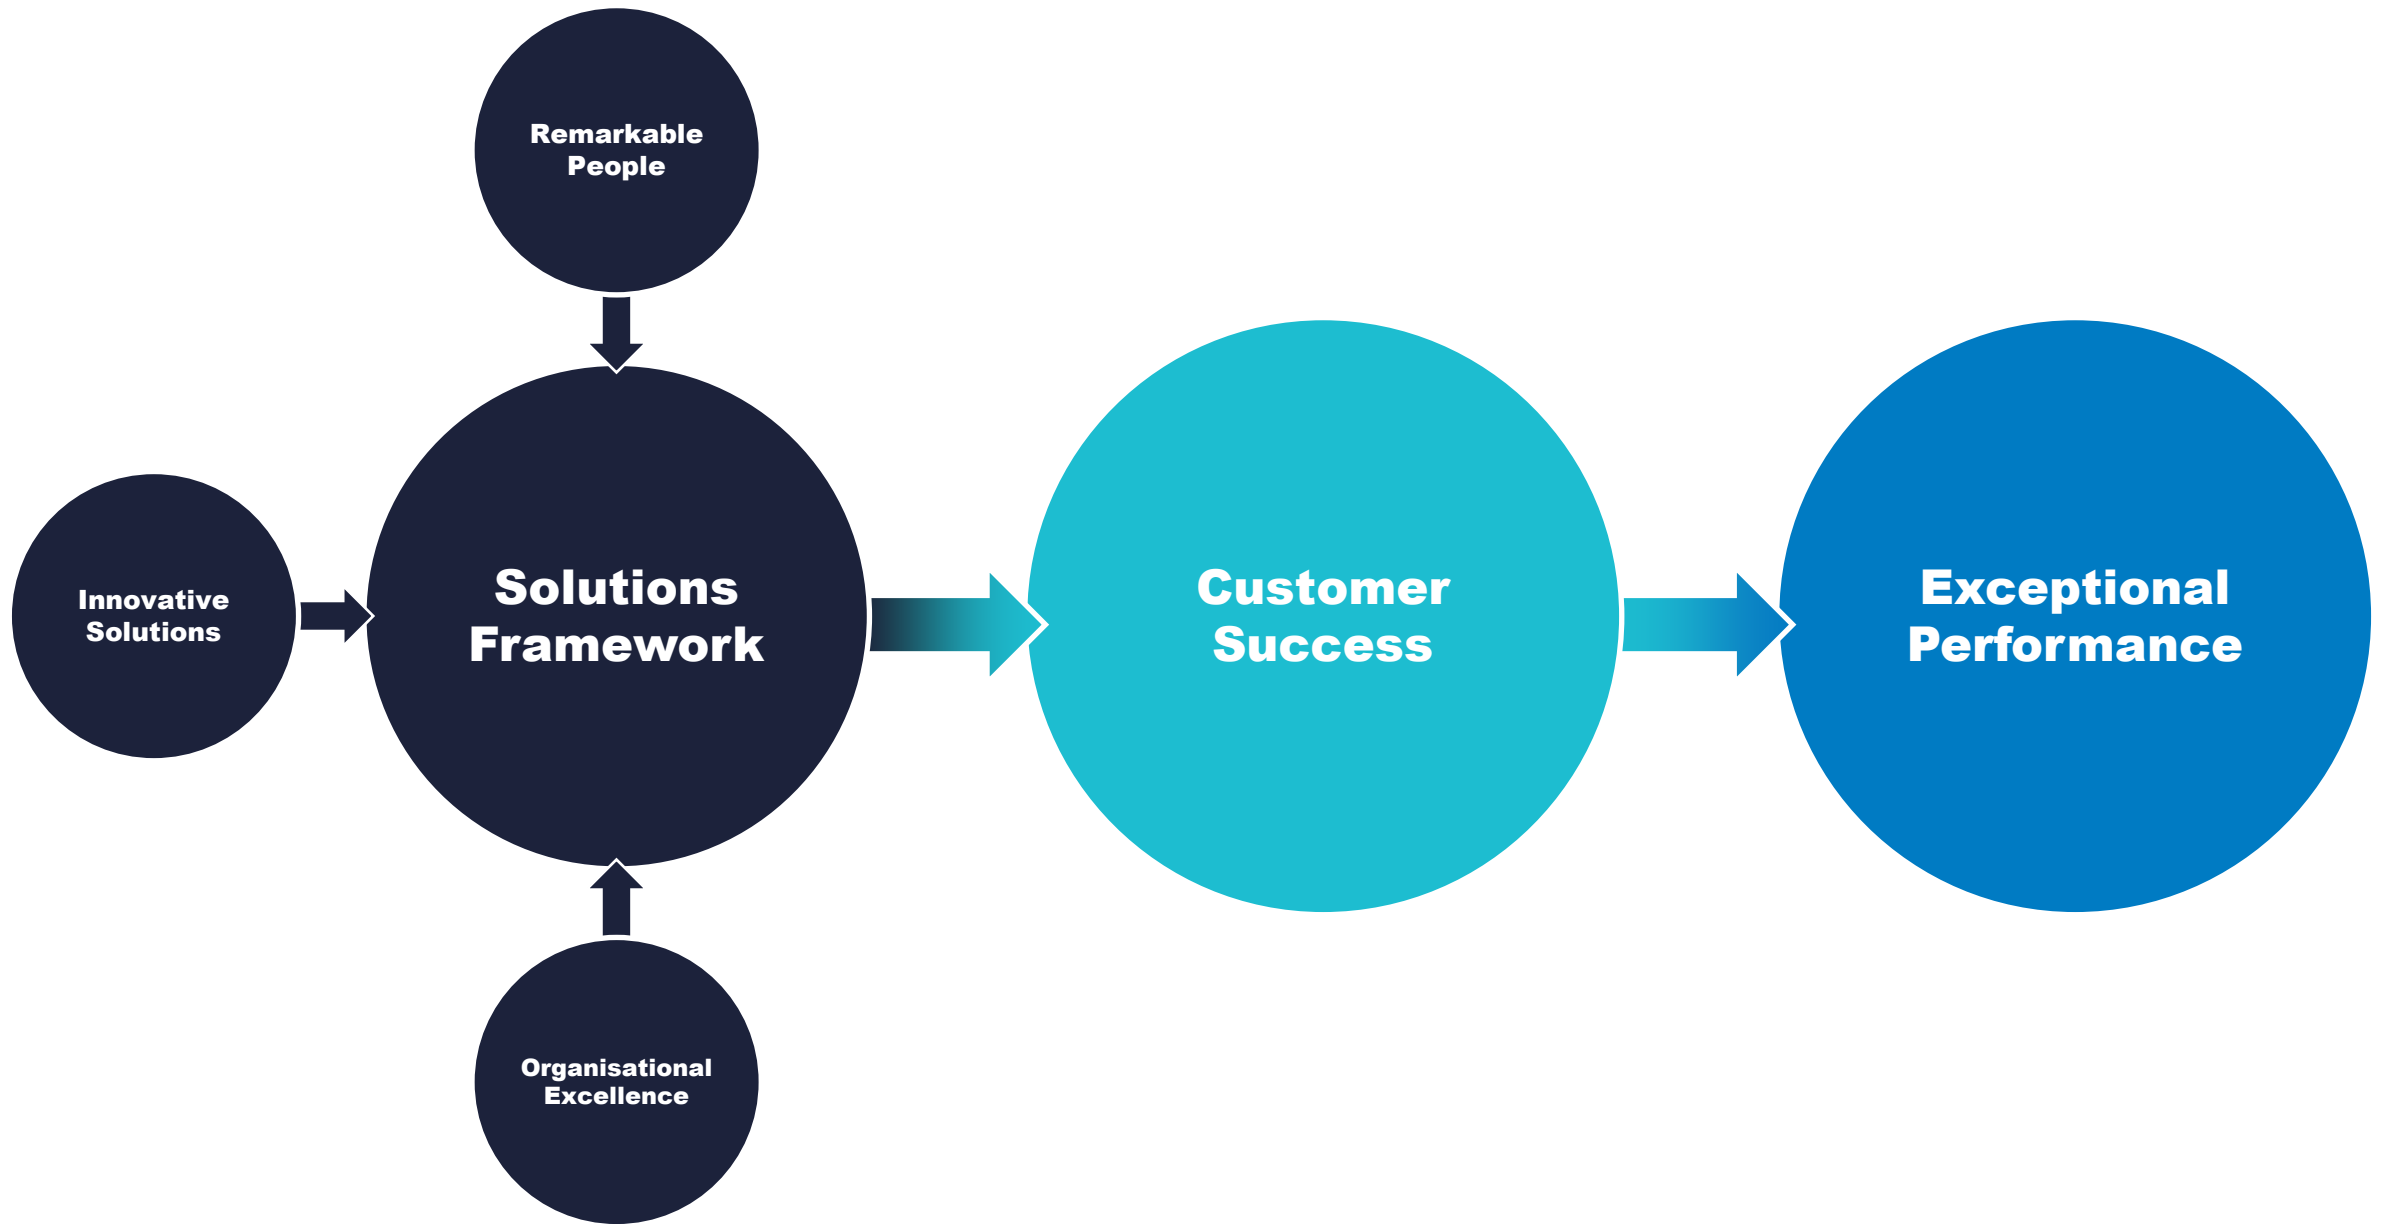 Remarkable
People
Innovative
Solutions
Solutions
Framework
Customer
Success
Exceptional
Performance
Organisational
Excellence